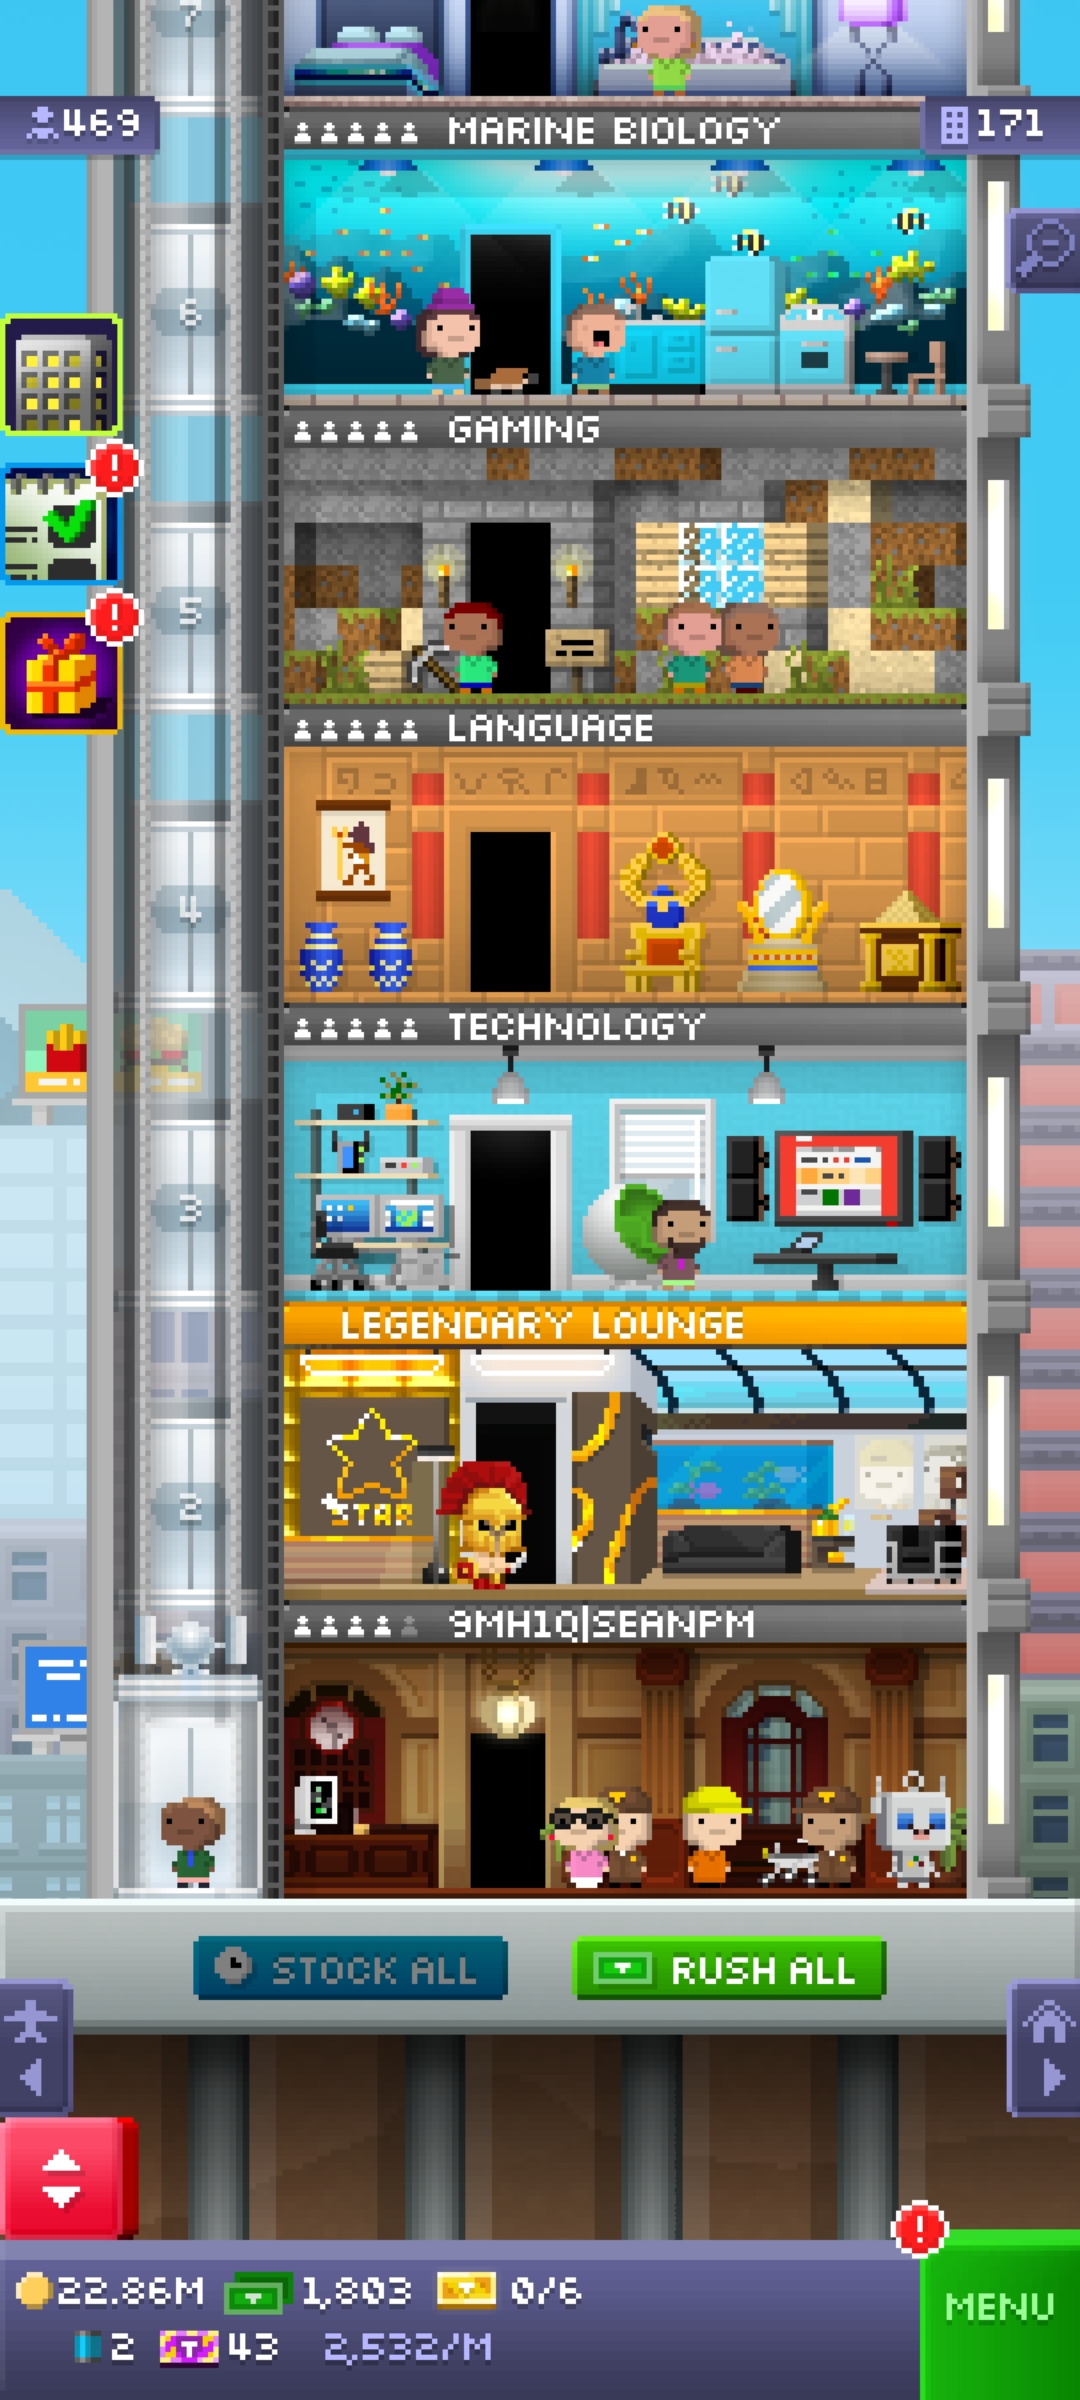 7
469
MARINE BIOLOGY
171
6
GAMING
5
LANGUAGE
4
TECHNOLOGY
3
LEGENDARY LOUNGE
STAR
2
9MH1Q|SEANPM
STOCK ALL
RUSH ALL
22.86M
1,803
0/6
MENU
2
43
2,532/M